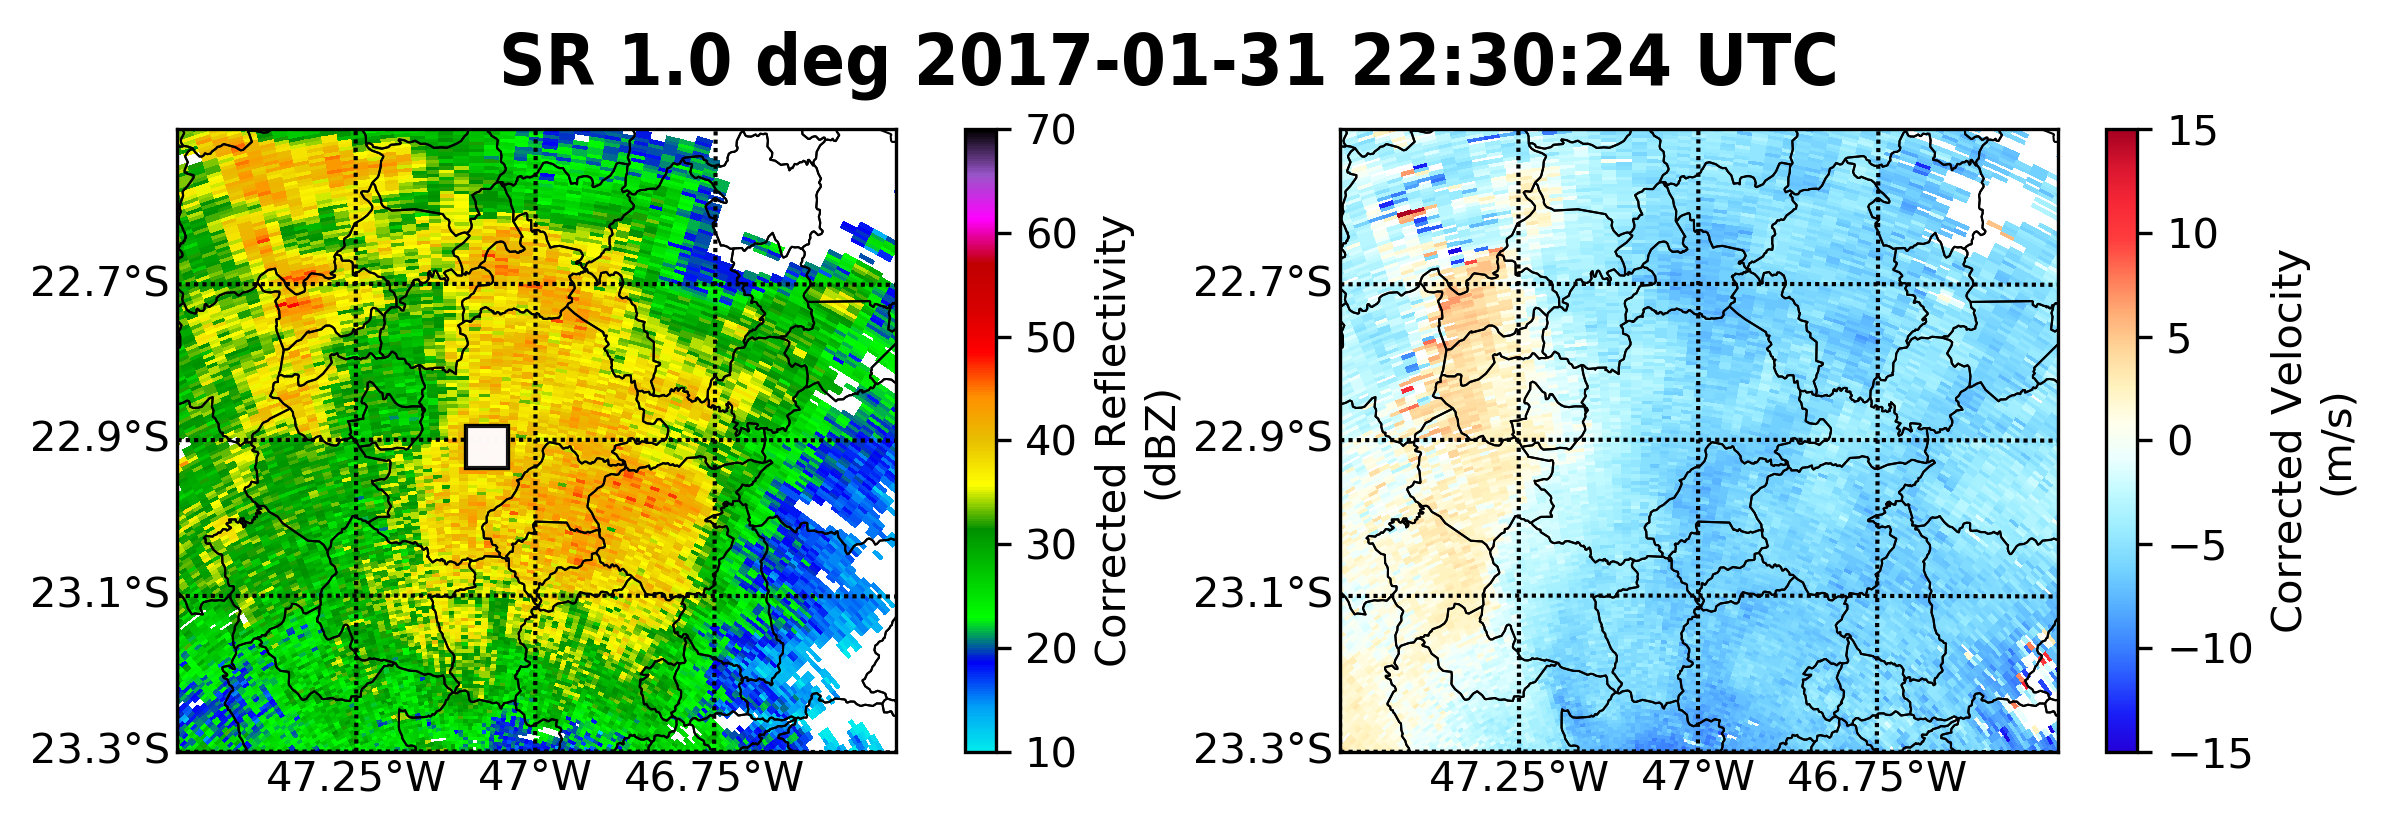 SR 1.0 deg 2017-01-31 22:30:24 UTC
22.7°S
22.9°S
23.1°S
23.3°S
47.25°W
47°W
46.75°W
70
60
50
40
30
20
10
Corrected Reflectivity
(dBZ)
22.7°S
22.9°S
23.1°S
23.3°S
47.25°W
47°W
46.75°W
15
10
5
0
−5
−10
−15
Corrected Velocity
(m/s)